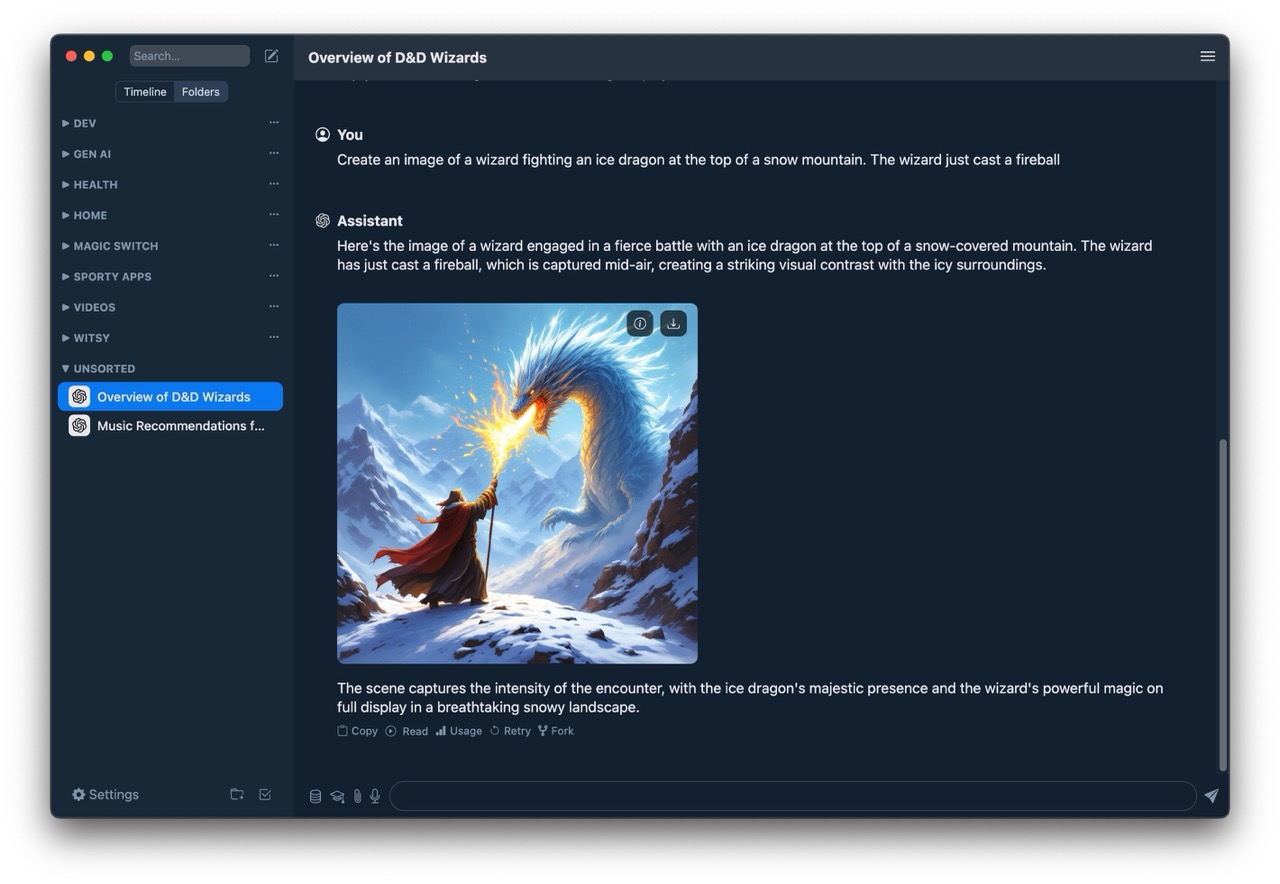 Search...
Overview of D&D Wizards
Timeline
Folders
DEV
GEN AI
HEALTH
HOME
MAGIC SWITCH
SPORTY APPS
VIDEOS
WITSY
UNSORTED
Overview of D&D Wizards
Music Recommendations f...
Settings
You
Create an image of a wizard fighting an ice dragon at the top of a snow mountain. The wizard just cast a fireball
Assistant
Here's the image of a wizard engaged in a fierce battle with an ice dragon at the top of a snow-covered mountain. The wizard
has just cast a fireball, which is captured mid-air, creating a striking visual contrast with the icy surroundings.
The scene captures the intensity of the encounter, with the ice dragon's majestic presence and the wizard's powerful magic on
full display in a breathtaking snowy landscape.
Copy Read Usage Retry Fork